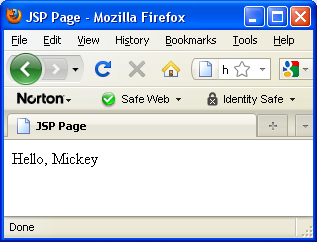 JSP Page - Mozilla Firefox
File Edit View History Bookmarks Tools Help
h
Norton Safe Web Identity Safe
JSP Page
Hello, Mickey
Done